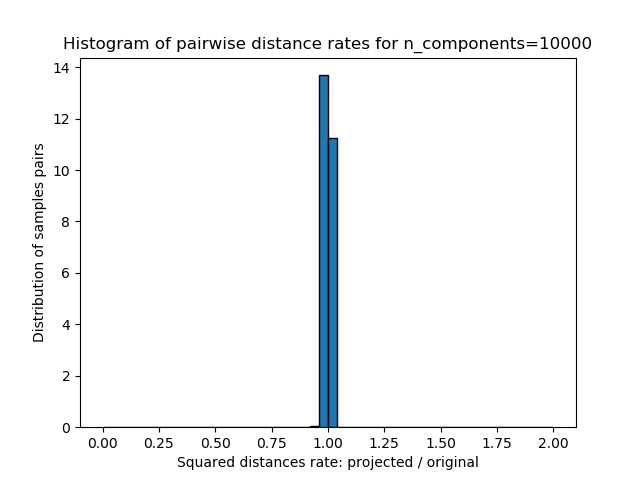 Histogram of pairwise distance rates for n_components=10000
14
12
10
8
6
4
2
0
Distribution of samples pairs
0.00 0.25 0.50 0.75 1.00 1.25 1.50 1.75 2.00
Squared distances rate: projected / original